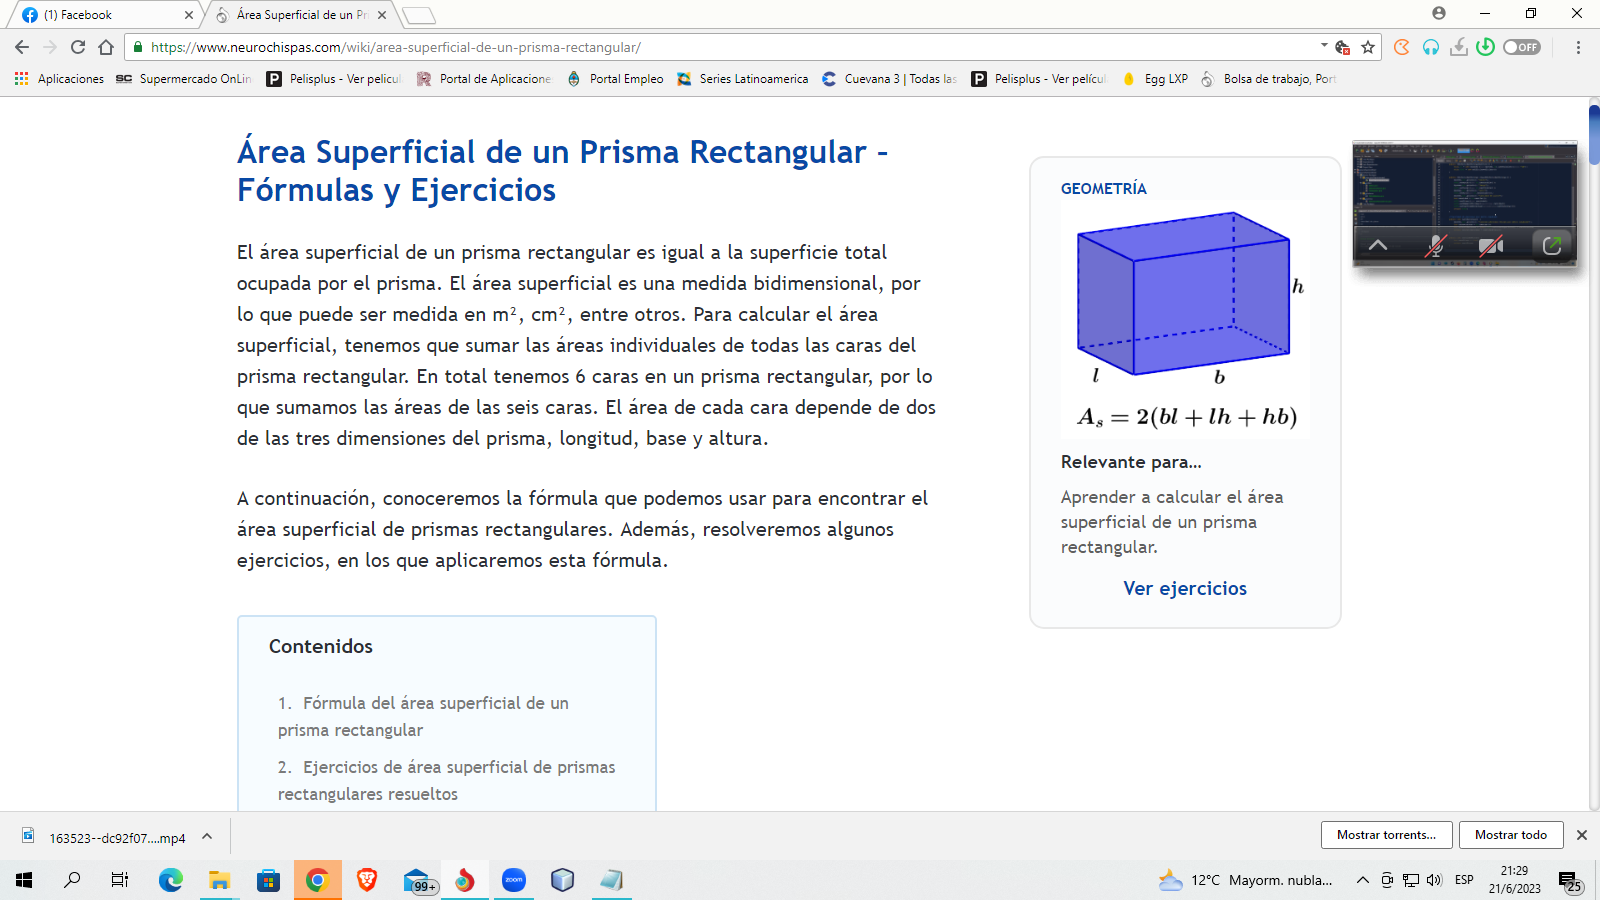 (1) Facebook
Área Superficial de un Pri
https://www.neurochispas.com/wiki/area-superficial-de-un-prisma-rectangular/
OFF
Aplicaciones
SC Supermercado OnLin
P Pelisplus - Ver pelicul
R Portal de Aplicacione
Portal Empleo
Series Latinoamerica
C Cuevana 3 | Todas las
P Pelisplus - Ver pelícu
Egg LXP
Bolsa de trabajo, Port
Área Superficial de un Prisma Rectangular –
Fórmulas y Ejercicios
El área superficial de un prisma rectangular es igual a la superficie total
ocupada por el prisma. El área superficial es una medida bidimensional, por
lo que puede ser medida en m², cm², entre otros. Para calcular el área
superficial, tenemos que sumar las áreas individuales de todas las caras del
prisma rectangular. En total tenemos 6 caras en un prisma rectangular, por lo
que sumamos las áreas de las seis caras. El área de cada cara depende de dos
de las tres dimensiones del prisma, longitud, base y altura.
A continuación, conoceremos la fórmula que podemos usar para encontrar el
área superficial de prismas rectangulares. Además, resolveremos algunos
ejercicios, en los que aplicaremos esta fórmula.
Contenidos
1. Fórmula del área superficial de un
prisma rectangular
2. Ejercicios de área superficial de prismas
rectangulares resueltos
GEOMETRÍA
h
l
b
Aₛ = 2(bl + lh + hb)
Relevante para...
Aprender a calcular el área
superficial de un prisma
rectangular.
Ver ejercicios
163523--dc92f07....mp4
Mostrar torrents...
Mostrar todo
99+
zoom
12°C Mayorm. nubla...
ESP
21:29
21/6/2023
25